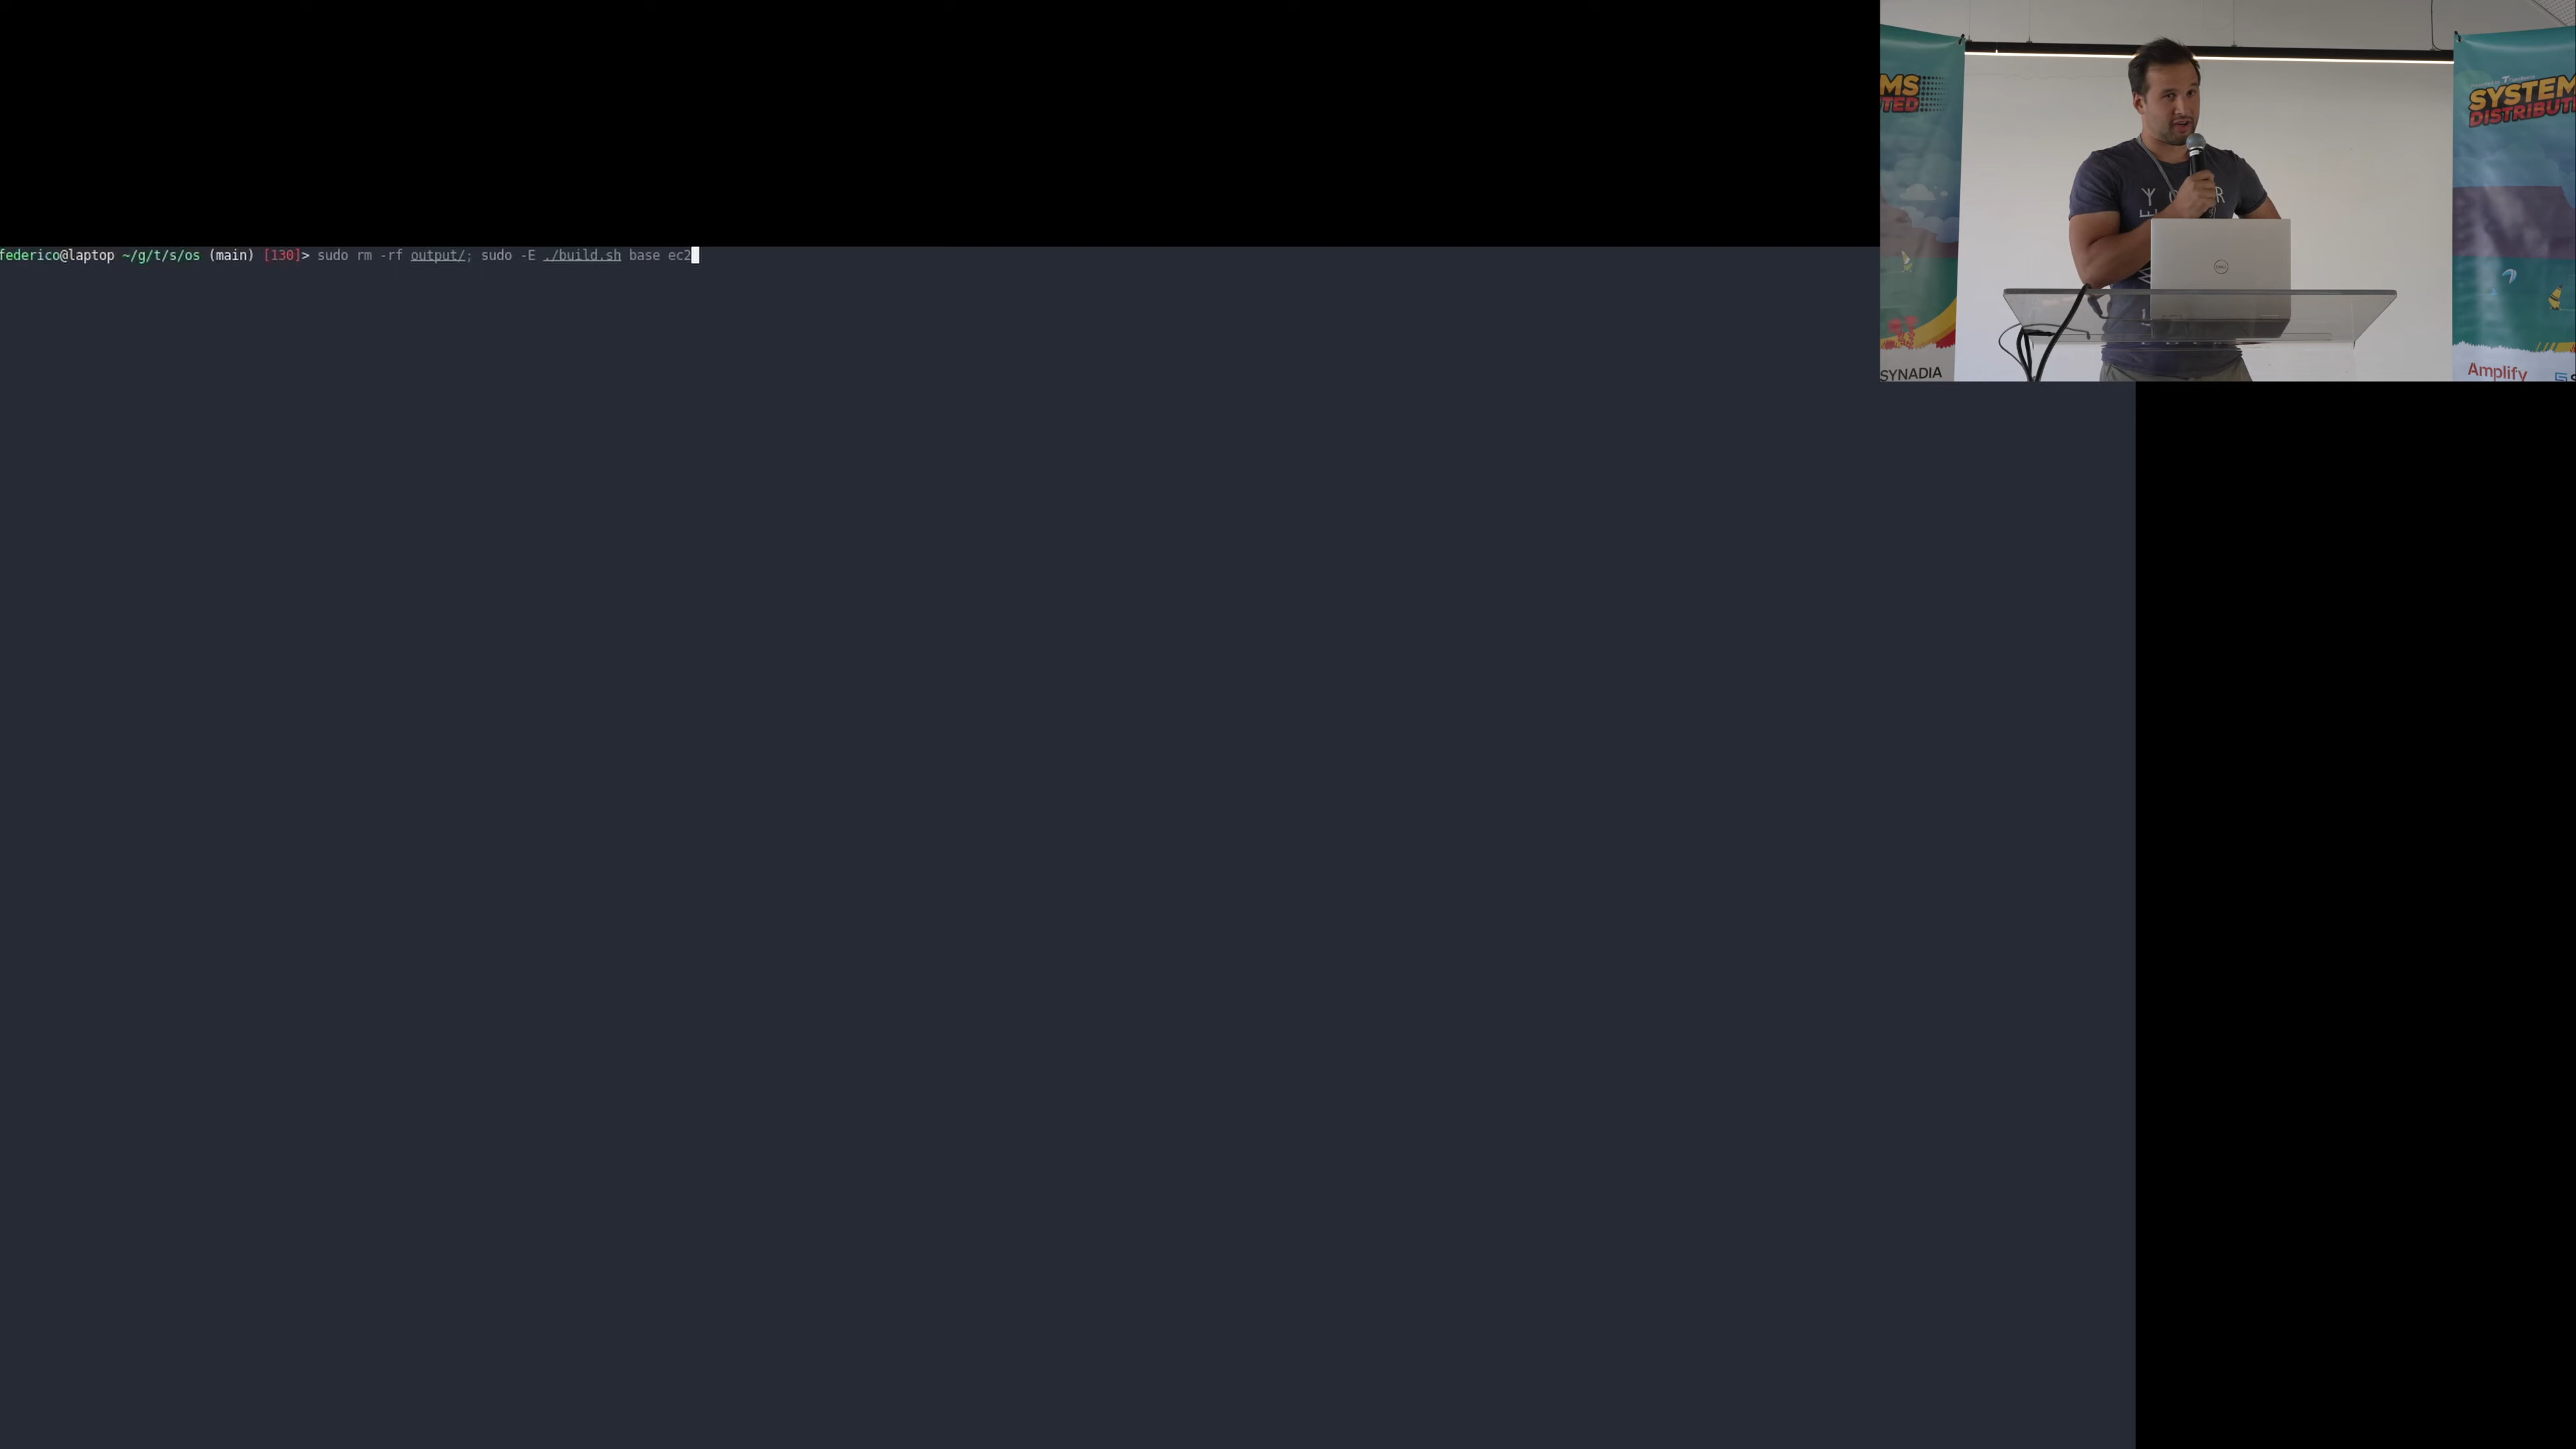 federico@laptop ~/g/t/s/os (main) [130]> sudo rm -rf output/; sudo -E ./build.sh base ec2
MS
TED
SYNADIA
SYSTEM
DISTRIBUT
Amplify
DELL